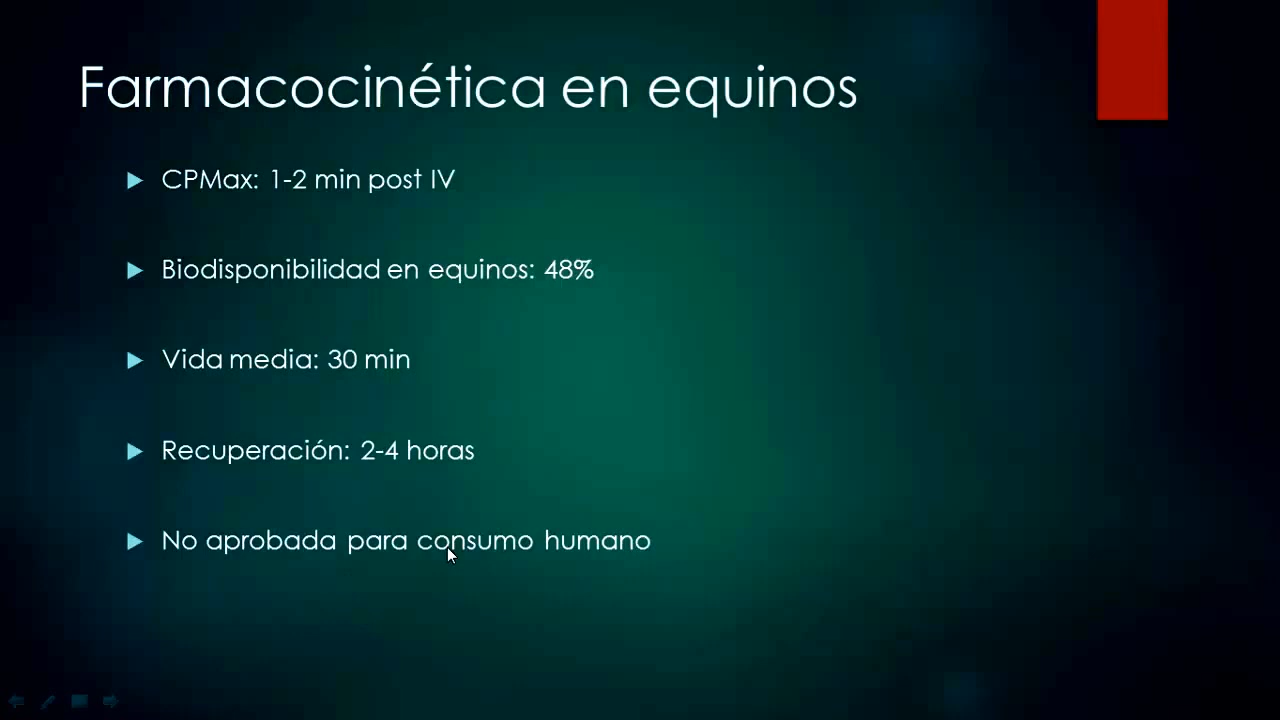 Farmacocinética en equinos
CPMax: 1-2 min post IV
Biodisponibilidad en equinos: 48%
Vida media: 30 min
Recuperación: 2-4 horas
No aprobada para consumo humano